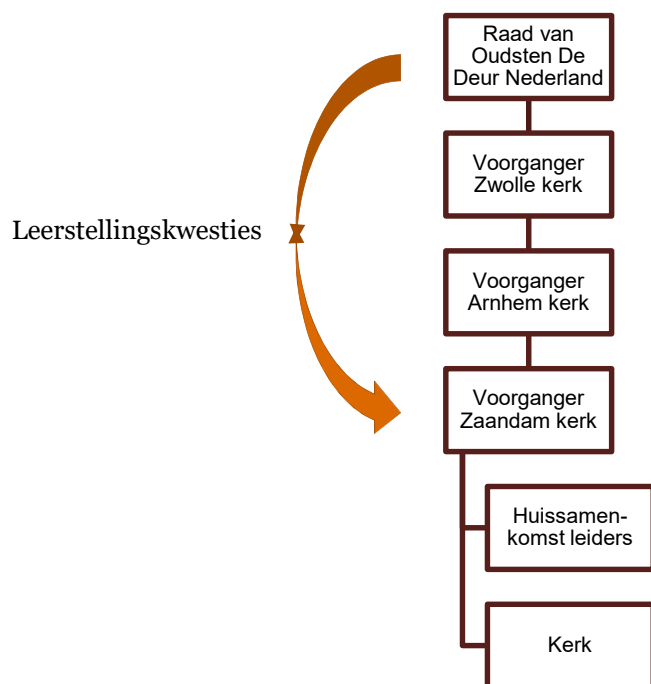 Raad van
Oudsten De
Deur Nederland
Voorganger
Zwolle kerk
Leerstellingskwesties
Voorganger
Arnhem kerk
Voorganger
Zaandam kerk
Huissamen-
komst leiders
Kerk